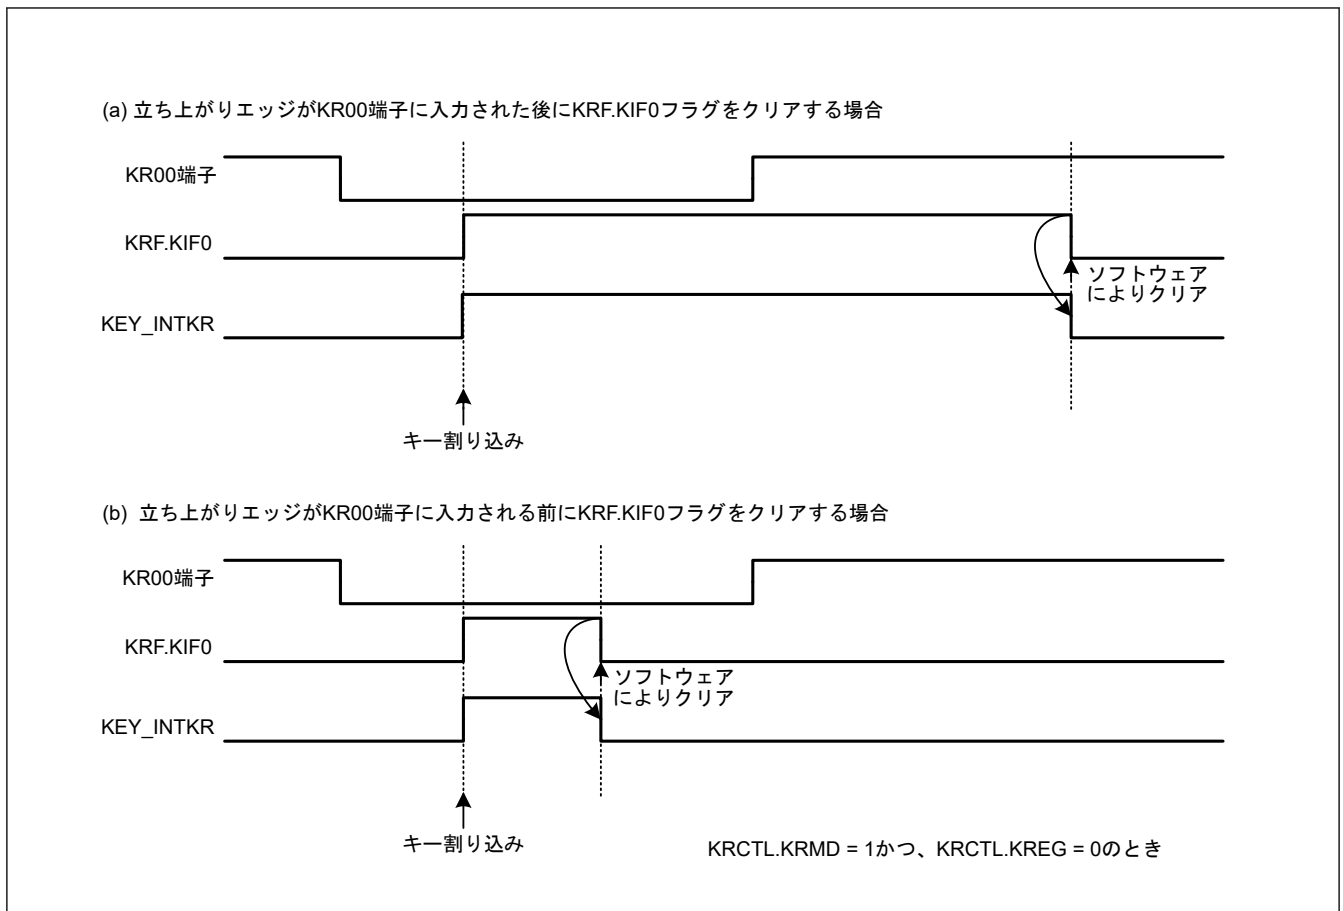 (a) 立ち上がりエッジがKR00端子に入力された後にKRF.KIF0フラグをクリアする場合
KR00端子
KRF.KIF0
ソフトウェア
によりクリア
KEY_INTKR
キー割り込み
(b) 立ち上がりエッジがKR00端子に入力される前にKRF.KIF0フラグをクリアする場合
KR00端子
KRF.KIF0
ソフトウェア
によりクリア
KEY_INTKR
キー割り込み
KRCTL.KRMD = 1かつ、KRCTL.KREG = 0のとき